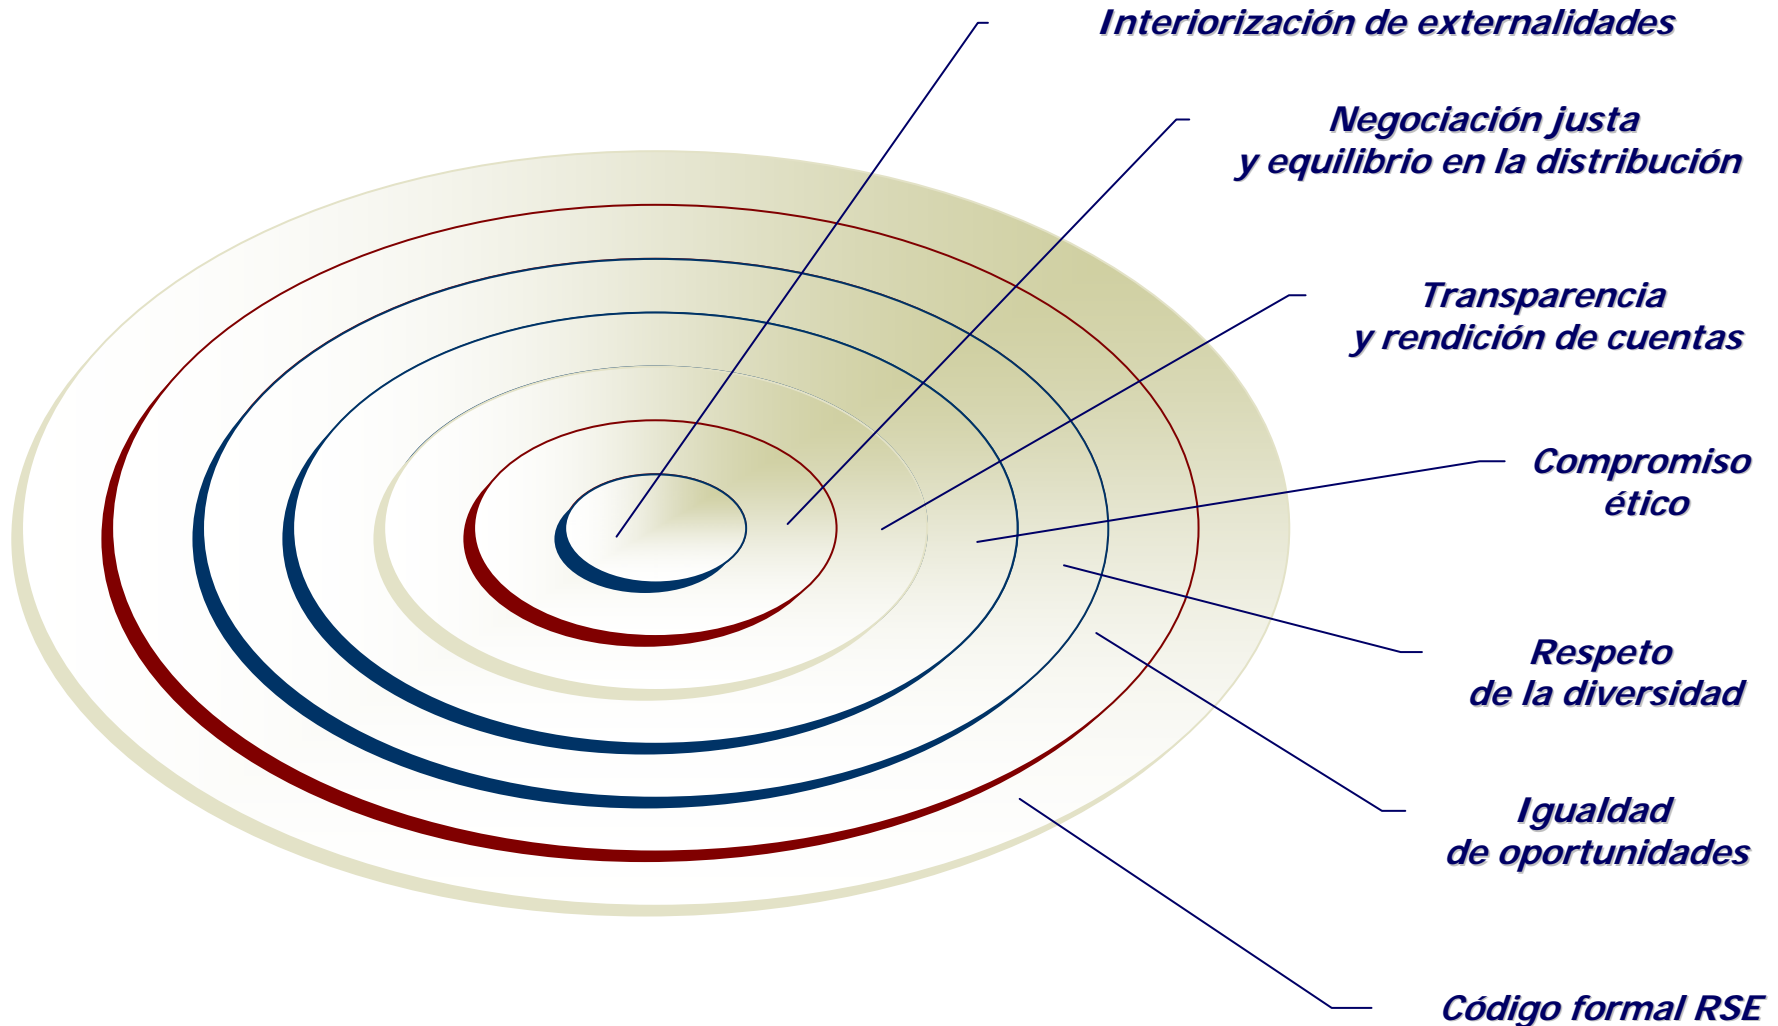 Interiorización de externalidades
Negociación justa
y equilibrio en la distribución
Transparencia
y rendición de cuentas
Compromiso
ético
Respeto
de la diversidad
Igualdad
de oportunidades
Código formal RSE